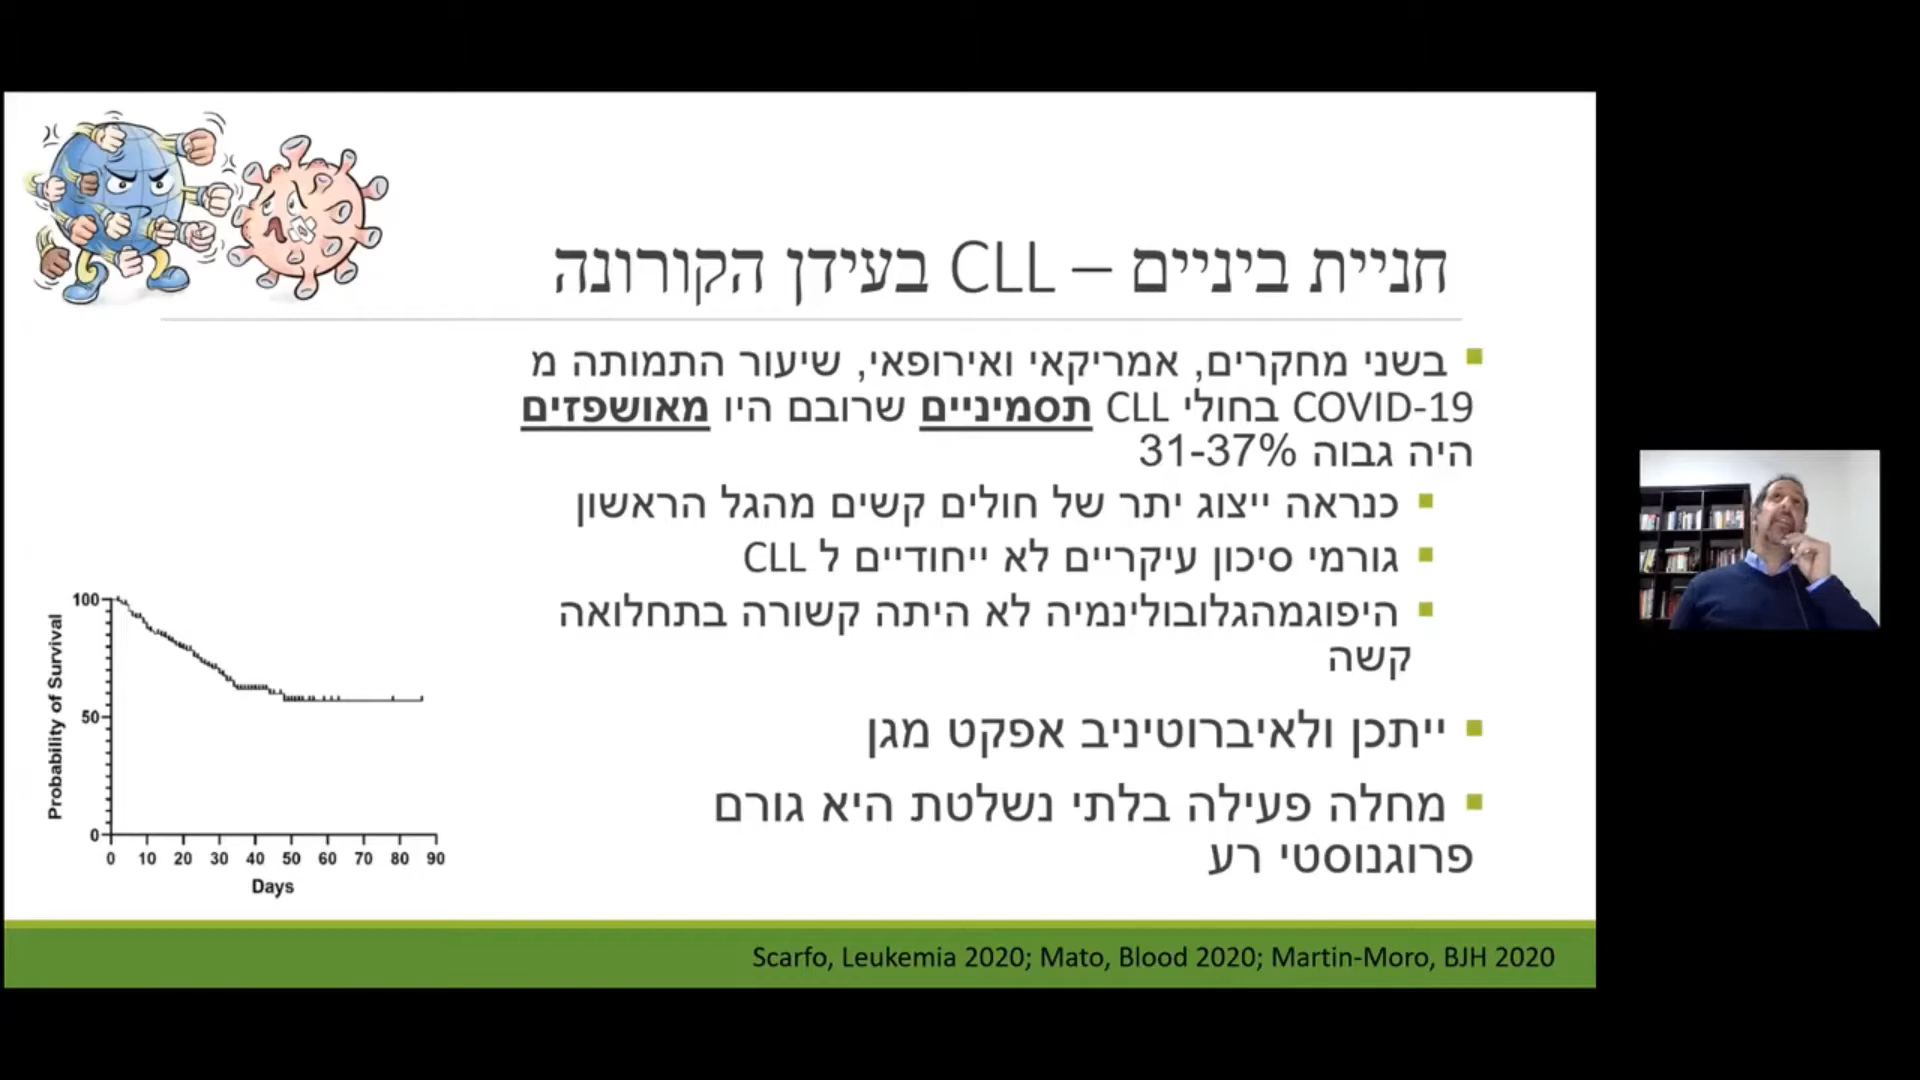 חניית ביניים – CLL בעידן הקורונה
בשני מחקרים, אמריקאי ואירופאי, שיעור התמותה מ
COVID-19 בחולי CLL תסמיניים שרובם היו מאושפזים
היה גבוה 31-37%
כנראה ייצוג יתר של חולים קשים מהגל הראשון
גורמי סיכון עיקריים לא ייחודיים ל CLL
היפוגמהגלובולינמיה לא היתה קשורה בתחלואה
קשה
ייתכן ולאיברוטיניב אפקט מגן
מחלה פעילה בלתי נשלטת היא גורם
פרוגנוסטי רע
Probability of Survival
100
50
0
0 10 20 30 40 50 60 70 80 90
Days
Scarfo, Leukemia 2020; Mato, Blood 2020; Martin-Moro, BJH 2020